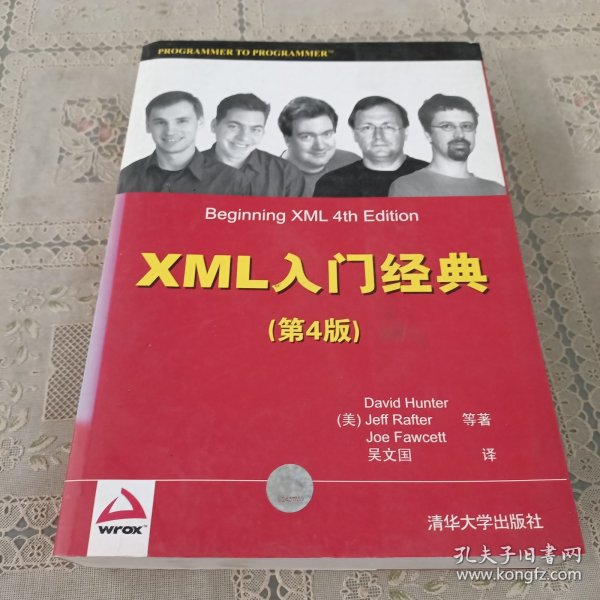 PROGRAMMER TO PROGRAMMER™
Beginning XML 4th Edition
XML入门经典
(第4版)
David Hunter
(美) Jeff Rafter 等著
Joe Fawcett
吴文国 译
wrox™
清华大学出版社
孔夫子旧书网
www.kongfz.com